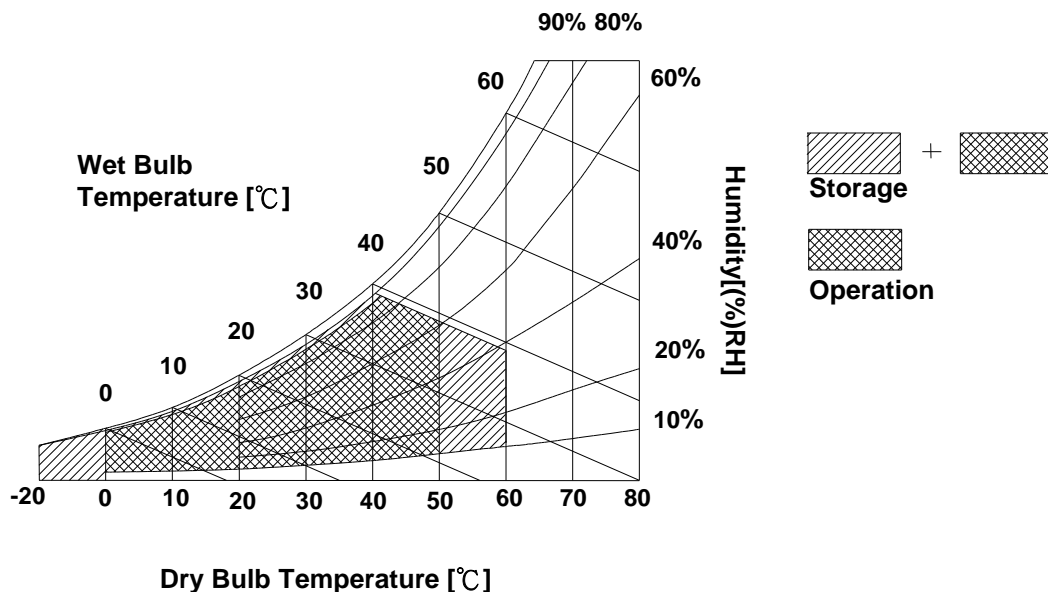 90% 80%
60
60%
50
Wet Bulb
Temperature [℃]
40
40%
30
20
20%
10
0
10%
-20 0 10 20 30 40 50 60 70 80
Dry Bulb Temperature [℃]
Humidity[(%)RH]
+
Storage
Operation